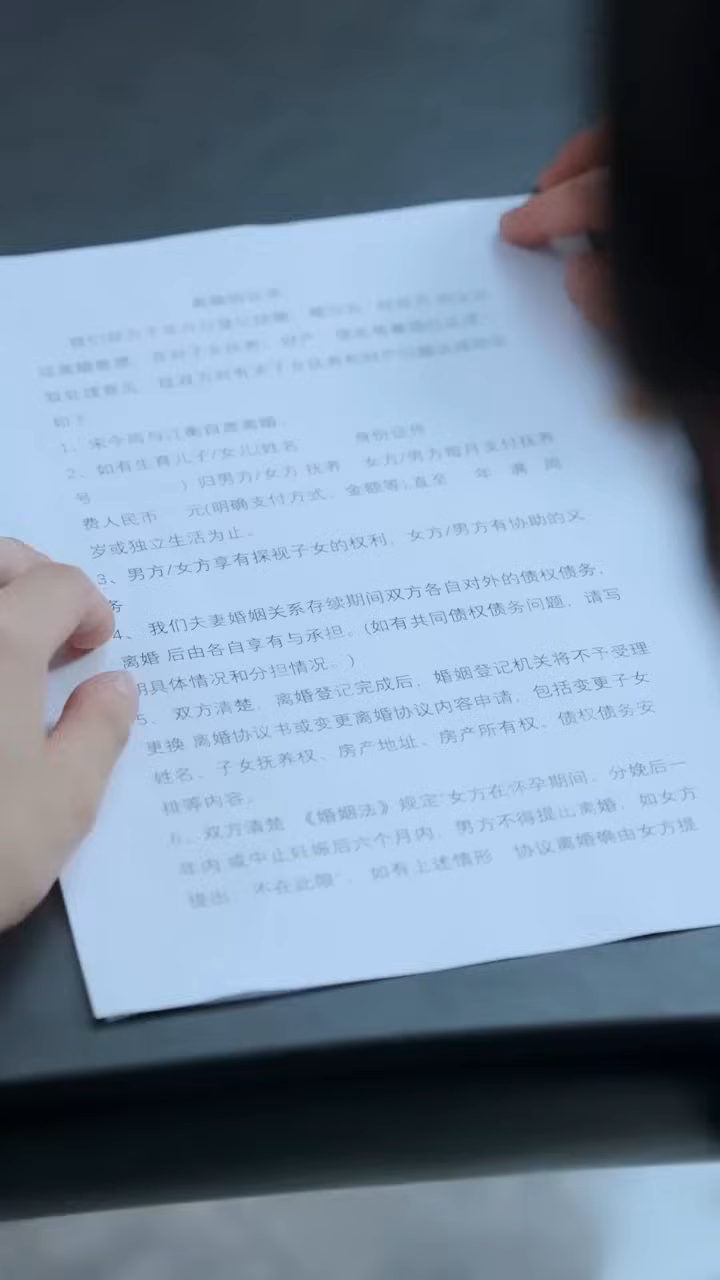 离婚协议书
如下
1、宋今周与江衡自愿离婚。
2、如有生育儿子/女儿(姓名 身份证件
号 ）归男方/女方 抚养 女方/男方每月支付抚养
费人民币 元(明确支付方式、金额等),直至 年 满 周
岁或独立生活为止。
3、男方/女方享有探视子女的权利，女方/男方有协助的义
务
4、我们夫妻婚姻关系存续期间双方各自对外的债权债务，
离婚 后由各自享有与承担。(如有共同债权债务问题，请写
明具体情况和分担情况。)
5、双方清楚，离婚登记完成后，婚姻登记机关将不予受理
更换 离婚协议书或变更离婚协议内容申请，包括变更子女
姓名、子女抚养权、房产地址、房产所有权、债权债务安
排等内容。
6、双方清楚 《婚姻法》规定“女方在怀孕期间、分娩后一
年内 或中止妊娠后六个月内，男方不得提出离婚，如女方
提出，不在此限”，如有上述情形 协议离婚确由女方提